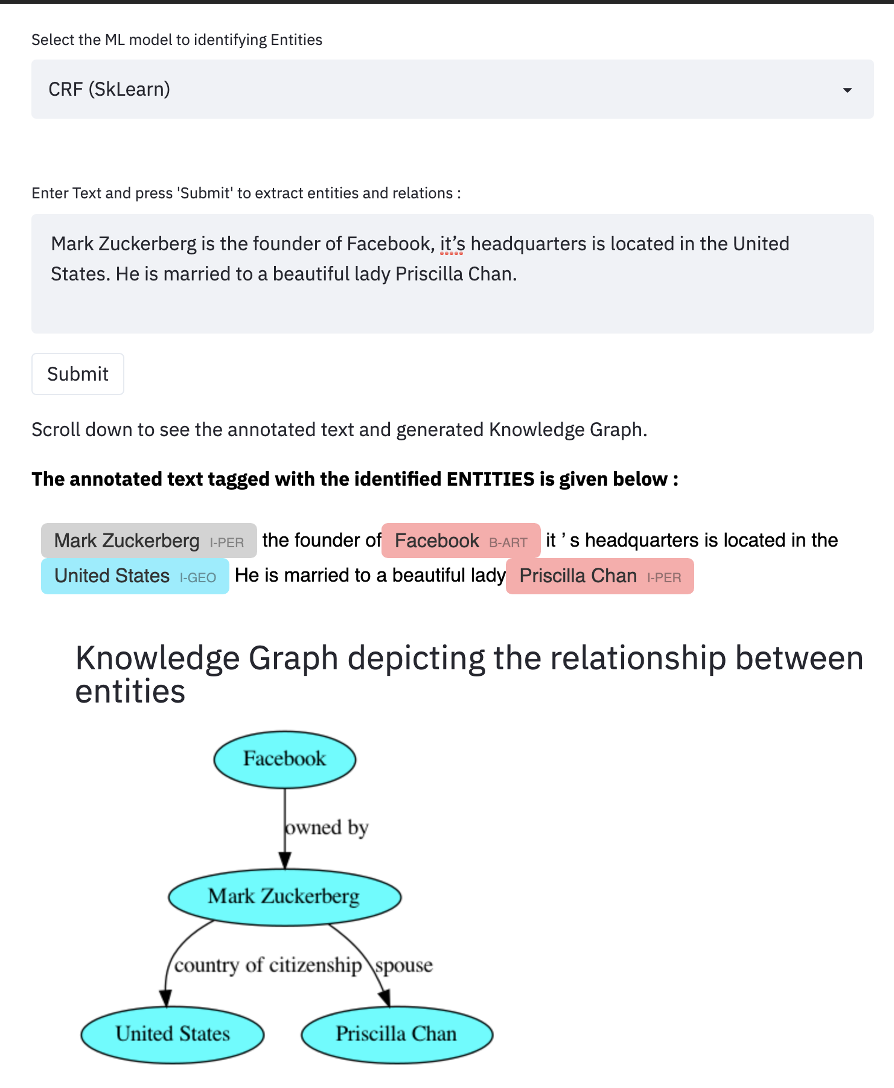 Select the ML model to identifying Entities
CRF (SkLearn)
Enter Text and press 'Submit' to extract entities and relations :
Mark Zuckerberg is the founder of Facebook, it’s headquarters is located in the United
States. He is married to a beautiful lady Priscilla Chan.
Submit
Scroll down to see the annotated text and generated Knowledge Graph.
The annotated text tagged with the identified ENTITIES is given below :
Mark Zuckerberg I-PER the founder of Facebook B-ART it ’ s headquarters is located in the
United States I-GEO He is married to a beautiful lady Priscilla Chan I-PER
Knowledge Graph depicting the relationship between
entities
Facebook
owned by
Mark Zuckerberg
country of citizenship spouse
United States Priscilla Chan